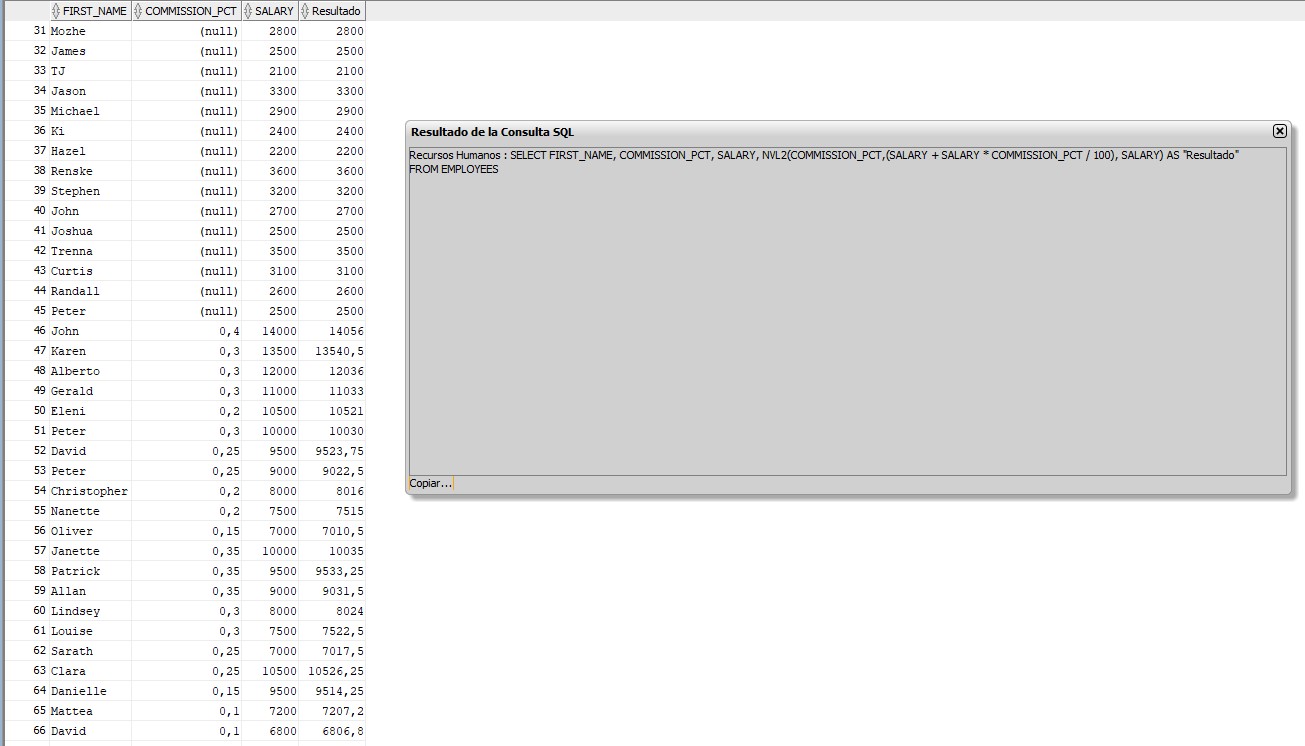 FIRST_NAME COMMISSION_PCT SALARY Resultado
31 Mozhe (null) 2800 2800
32 James (null) 2500 2500
33 TJ (null) 2100 2100
34 Jason (null) 3300 3300
35 Michael (null) 2900 2900
36 Ki (null) 2400 2400
37 Hazel (null) 2200 2200
38 Renske (null) 3600 3600
39 Stephen (null) 3200 3200
40 John (null) 2700 2700
41 Joshua (null) 2500 2500
42 Trenna (null) 3500 3500
43 Curtis (null) 3100 3100
44 Randall (null) 2600 2600
45 Peter (null) 2500 2500
46 John 0,4 14000 14056
47 Karen 0,3 13500 13540,5
48 Alberto 0,3 12000 12036
49 Gerald 0,3 11000 11033
50 Eleni 0,2 10500 10521
51 Peter 0,3 10000 10030
52 David 0,25 9500 9523,75
53 Peter 0,25 9000 9022,5
54 Christopher 0,2 8000 8016
55 Nanette 0,2 7500 7515
56 Oliver 0,15 7000 7010,5
57 Janette 0,35 10000 10035
58 Patrick 0,35 9500 9533,25
59 Allan 0,35 9000 9031,5
60 Lindsey 0,3 8000 8024
61 Louise 0,3 7500 7522,5
62 Sarath 0,25 7000 7017,5
63 Clara 0,25 10500 10526,25
64 Danielle 0,15 9500 9514,25
65 Mattea 0,1 7200 7207,2
66 David 0,1 6800 6806,8
Resultado de la Consulta SQL
Recursos Humanos : SELECT FIRST_NAME, COMMISSION_PCT, SALARY, NVL2(COMMISSION_PCT,(SALARY + SALARY * COMMISSION_PCT / 100), SALARY) AS "Resultado"
FROM EMPLOYEES
Copiar...